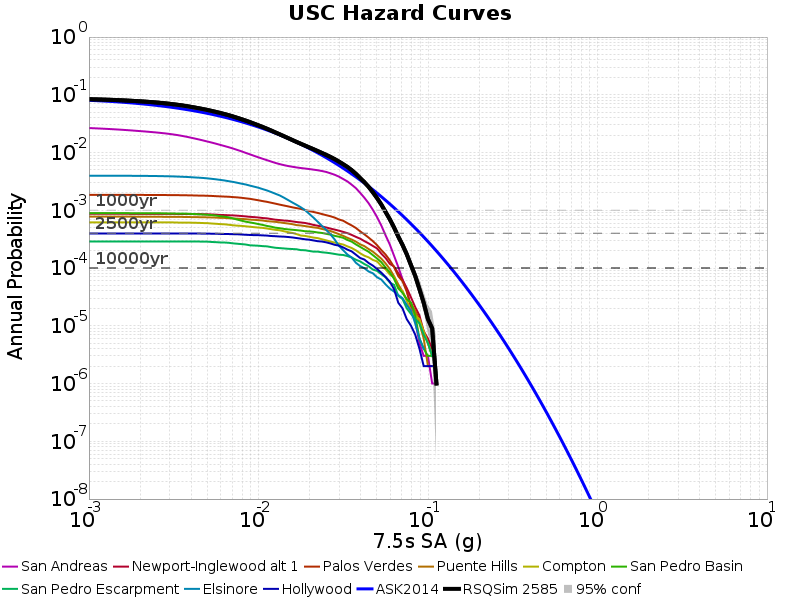 USC Hazard Curves
10^0
10^-1
10^-2
10^-3
10^-4
10^-5
10^-6
10^-7
10^-8
Annual Probability
1000yr
2500yr
10000yr
10^-3 10^-2 10^-1 10^0 10^1
7.5s SA (g)
San Andreas Newport-Inglewood alt 1 Palos Verdes Puente Hills Compton San Pedro Basin
San Pedro Escarpment Elsinore Hollywood ASK2014 RSQSim 2585 95% conf